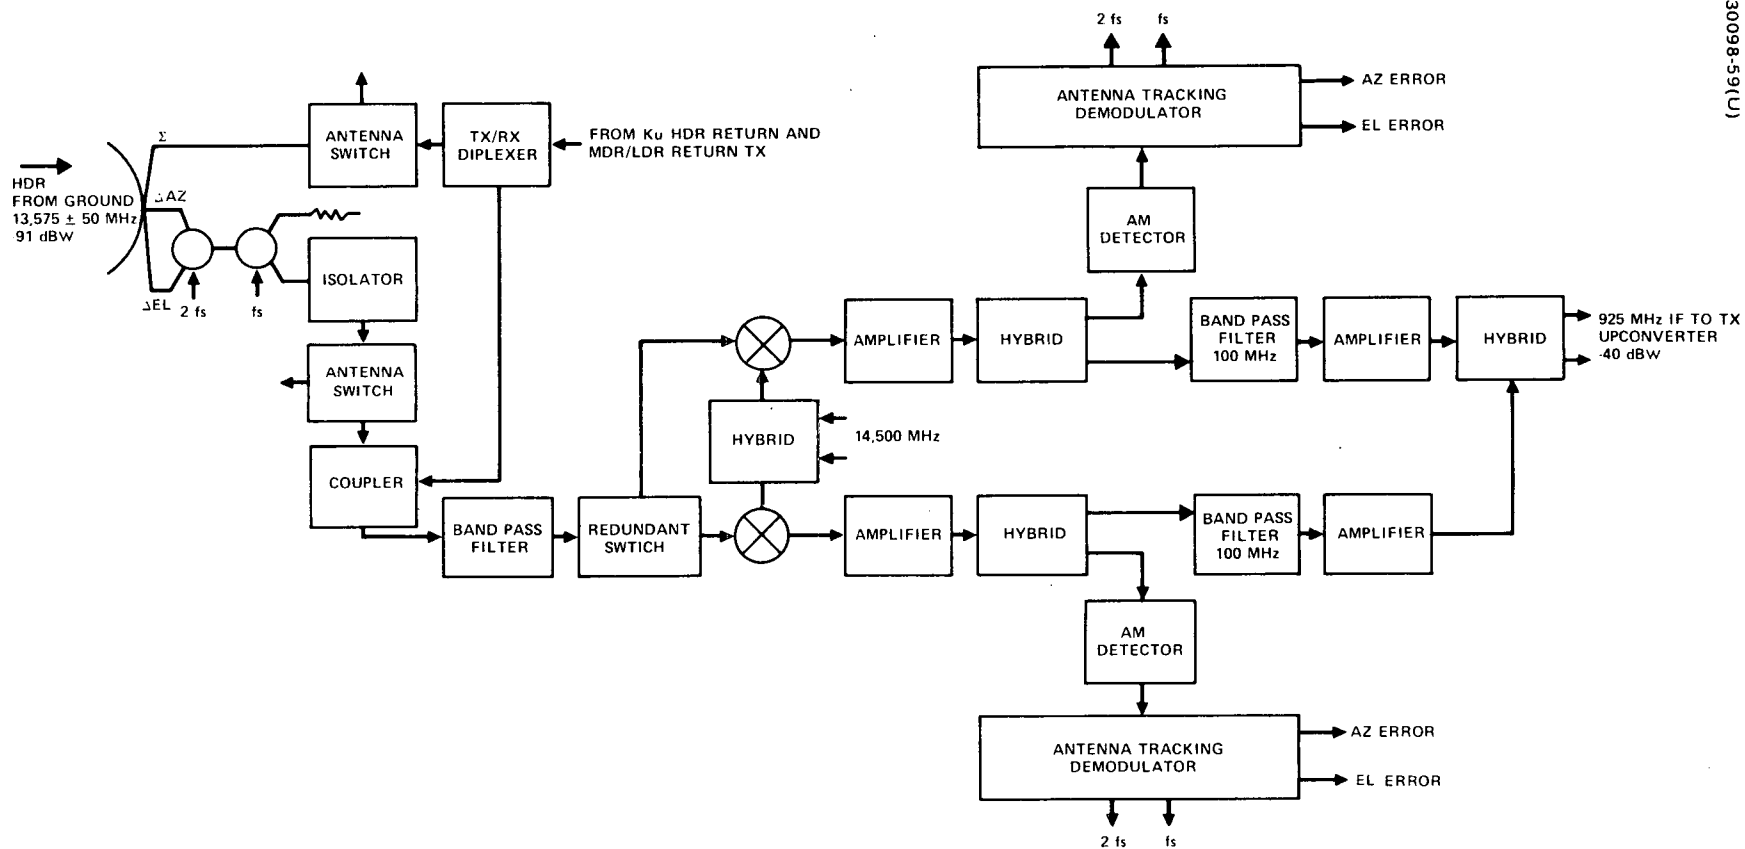 30098-59(U)
2 fs
fs
ANTENNA TRACKING
DEMODULATOR
AZ ERROR
EL ERROR
Σ
ANTENNA
SWITCH
TX/RX
DIPLEXER
FROM Ku HDR RETURN AND
MDR/LDR RETURN TX
HDR
FROM GROUND
13,575 ± 50 MHz
-91 dBW
ΔAZ
ΔEL
2 fs
fs
ISOLATOR
AM
DETECTOR
ANTENNA
SWITCH
COUPLER
BAND PASS
FILTER
REDUNDANT
SWTICH
HYBRID
14,500 MHz
AMPLIFIER
HYBRID
BAND PASS
FILTER
100 MHz
AMPLIFIER
HYBRID
925 MHz IF TO TX
UPCONVERTER
-40 dBW
AMPLIFIER
HYBRID
BAND PASS
FILTER
100 MHz
AMPLIFIER
AM
DETECTOR
ANTENNA TRACKING
DEMODULATOR
AZ ERROR
EL ERROR
2 fs
fs